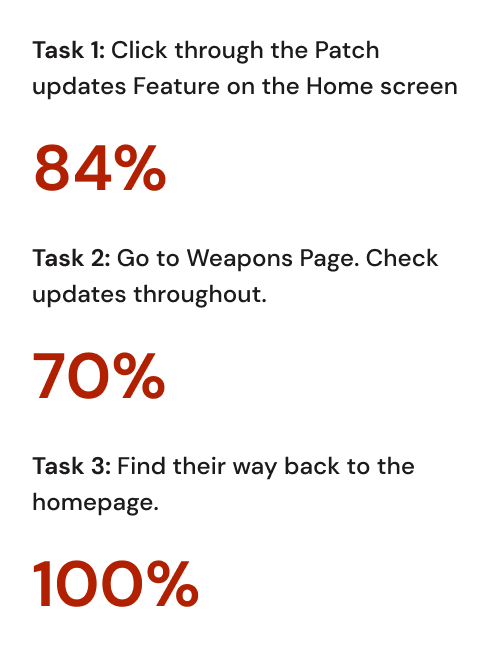 Task 1: Click through the Patch
updates Feature on the Home screen
84%
Task 2: Go to Weapons Page. Check
updates throughout.
70%
Task 3: Find their way back to the
homepage.
100%